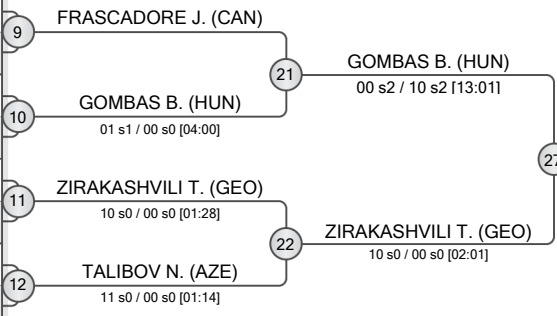 9
FRASCADORE J. (CAN)
21
GOMBAS B. (HUN)
00 s2 / 10 s2 [13:01]
10
GOMBAS B. (HUN)
01 s1 / 00 s0 [04:00]
27
11
ZIRAKASHVILI T. (GEO)
10 s0 / 00 s0 [01:28]
22
ZIRAKASHVILI T. (GEO)
10 s0 / 00 s0 [02:01]
12
TALIBOV N. (AZE)
11 s0 / 00 s0 [01:14]